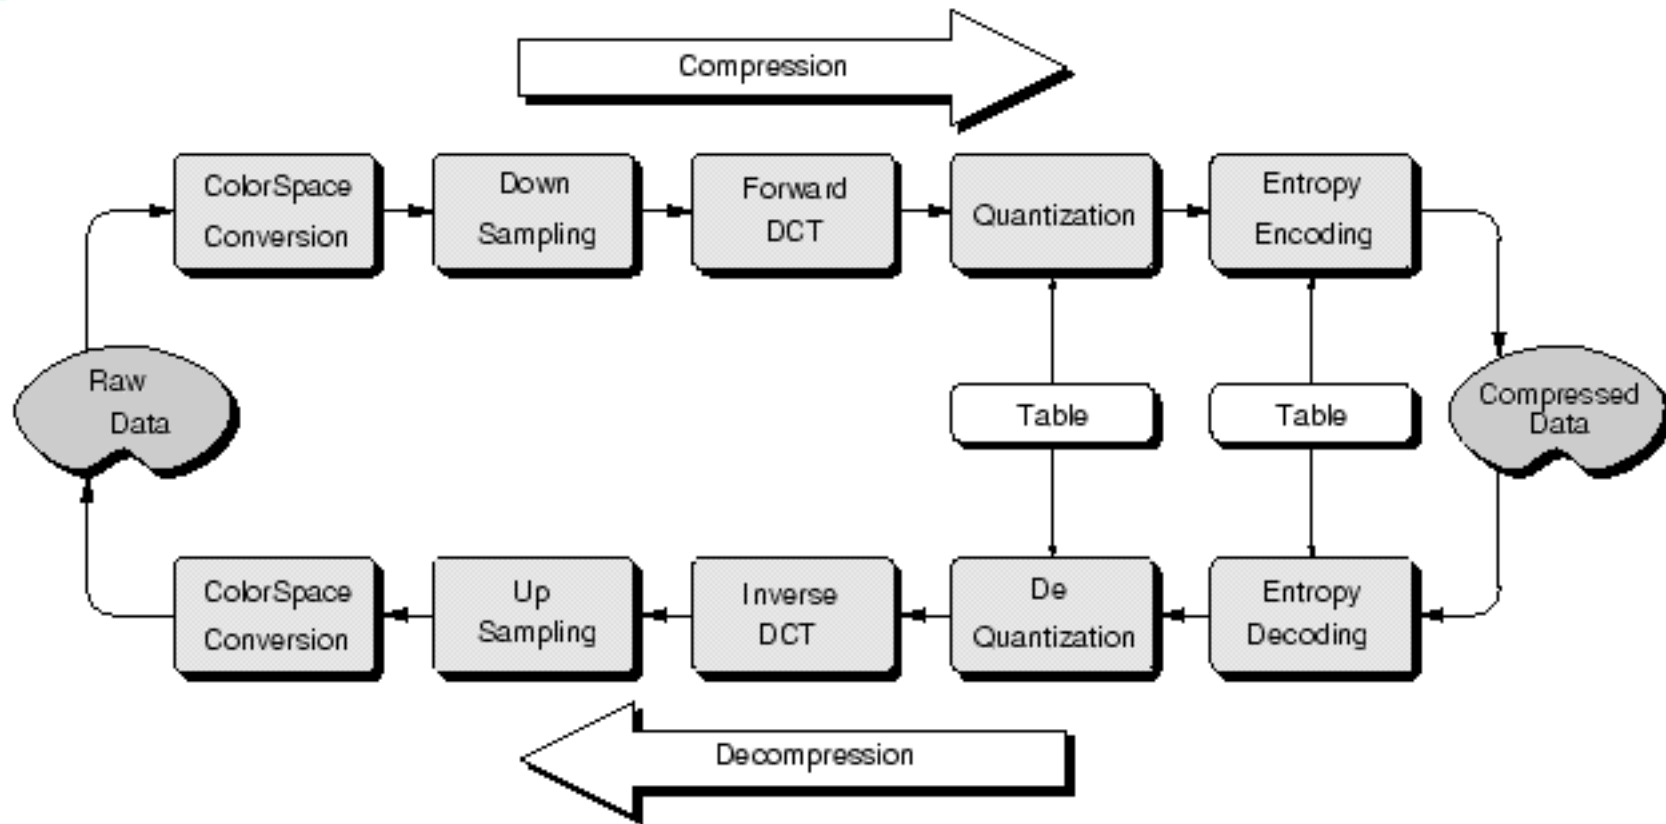 Compression
ColorSpace
Conversion
Down
Sampling
Forward
DCT
Quantization
Entropy
Encoding
Raw
Data
Table
Table
Compressed
Data
ColorSpace
Conversion
Up
Sampling
Inverse
DCT
De
Quantization
Entropy
Decoding
Decompression